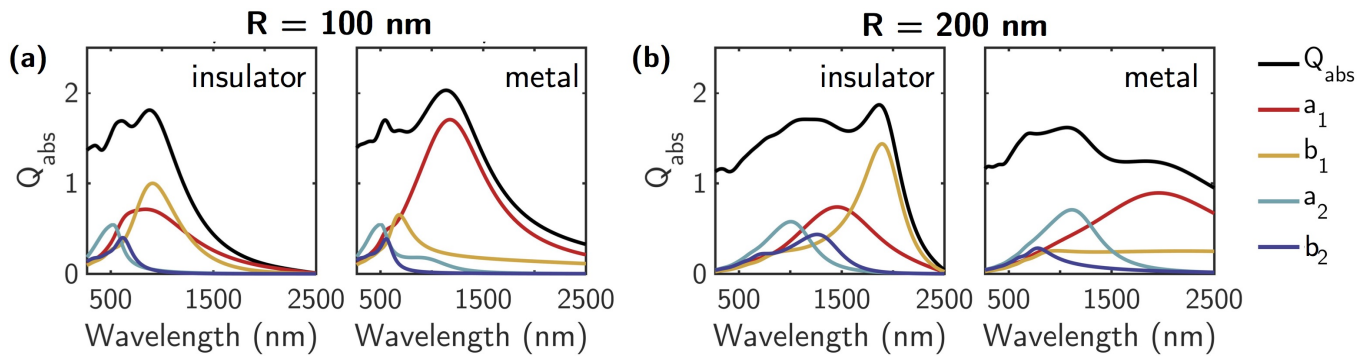 R = 100 nm
R = 200 nm
(a)
insulator
metal
(b)
insulator
metal
Q_abs
2
1
0
500 1500 2500
500 1500 2500
Wavelength (nm)
Wavelength (nm)
Q_abs
2
1
0
500 1500 2500
500 1500 2500
Wavelength (nm)
Wavelength (nm)
Q_abs
a_1
b_1
a_2
b_2